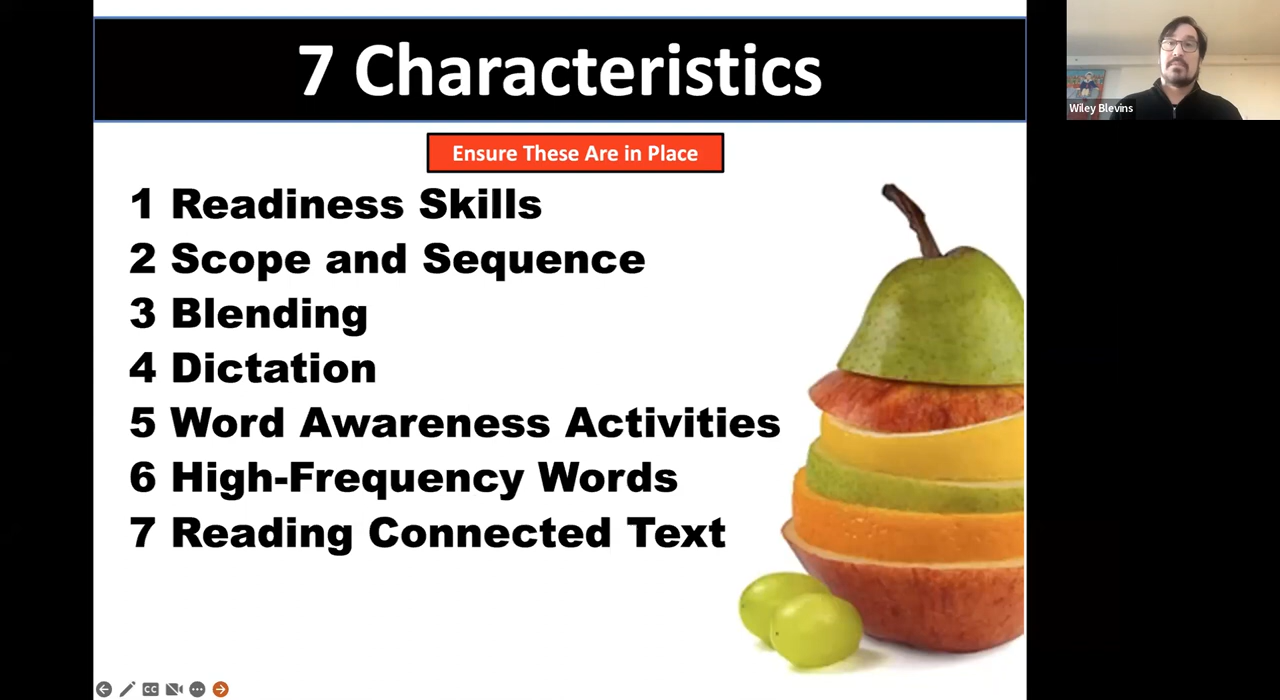 7 Characteristics
Ensure These Are in Place
1 Readiness Skills
2 Scope and Sequence
3 Blending
4 Dictation
5 Word Awareness Activities
6 High-Frequency Words
7 Reading Connected Text
Wiley Blevins
CC